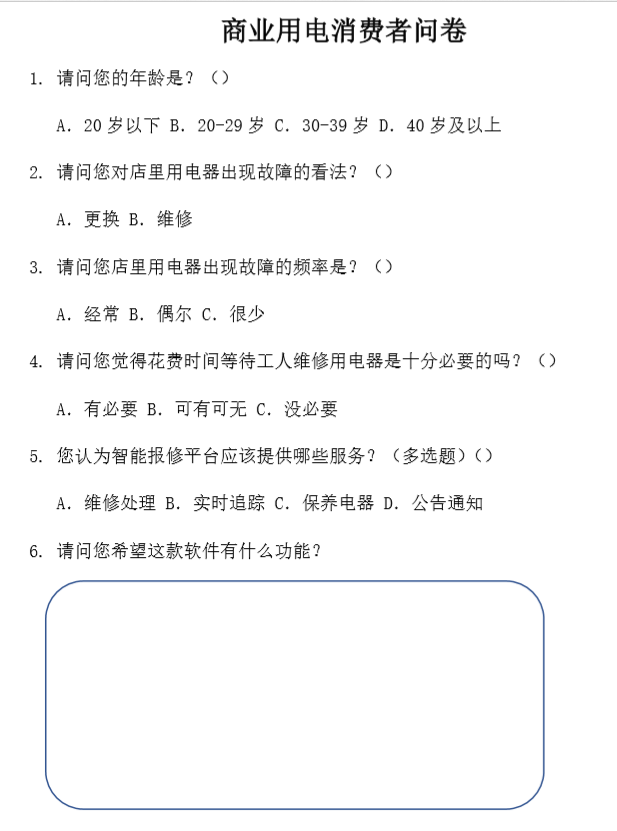 商业用电消费者问卷
1. 请问您的年龄是？（）
A. 20 岁以下 B. 20-29 岁 C. 30-39 岁 D. 40 岁及以上
2. 请问您对店里用电器出现故障的看法？（）
A. 更换 B. 维修
3. 请问您店里用电器出现故障的频率是？（）
A. 经常 B. 偶尔 C. 很少
4. 请问您觉得花费时间等待工人维修用电器是十分必要的吗？（）
A. 有必要 B. 可有可无 C. 没必要
5. 您认为智能报修平台应该提供哪些服务？（多选题）（）
A. 维修处理 B. 实时追踪 C. 保养电器 D. 公告通知
6. 请问您希望这款软件有什么功能？